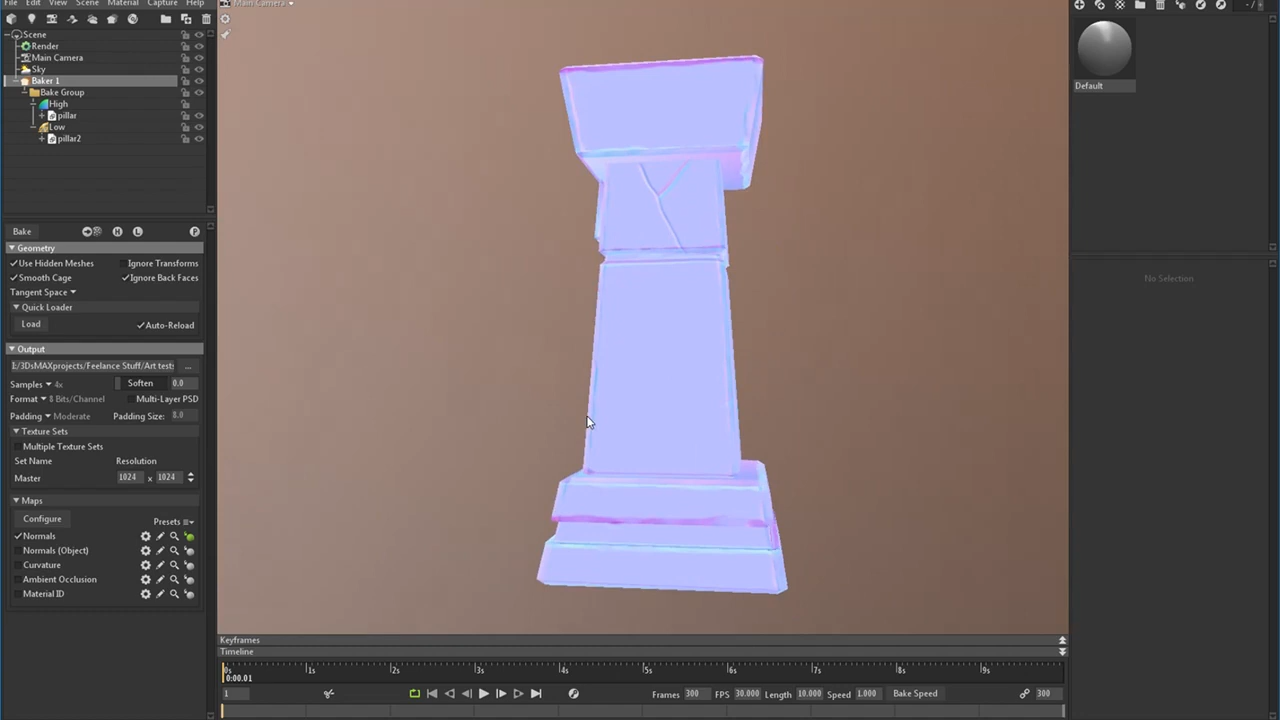 File Edit View Scene Material Capture Help
Main Camera
Scene
Render
Main Camera
Sky
Baker 1
Bake Group
High
pillar
Low
pillar2
Default
Bake H L P
Geometry
Use Hidden Meshes Ignore Transforms
Smooth Cage Ignore Back Faces
Tangent Space
Quick Loader
Load Auto-Reload
Output
E:/3DsMAXprojects/Feelance Stuff/Art tests ...
Samples 4x Soften 0.0
Format 8 Bits/Channel Multi-Layer PSD
Padding Moderate Padding Size: 8.0
Texture Sets
Multiple Texture Sets
Set Name Resolution
Master 1024 x 1024
Maps
Configure Presets
Normals
Normals (Object)
Curvature
Ambient Occlusion
Material ID
No Selection
Keyframes
Timeline
0s 1s 2s 3s 4s 5s 6s 7s 8s 9s
0:00.01
1 Frames 300 FPS 30.000 Length 10.000 Speed 1.000 Bake Speed 300